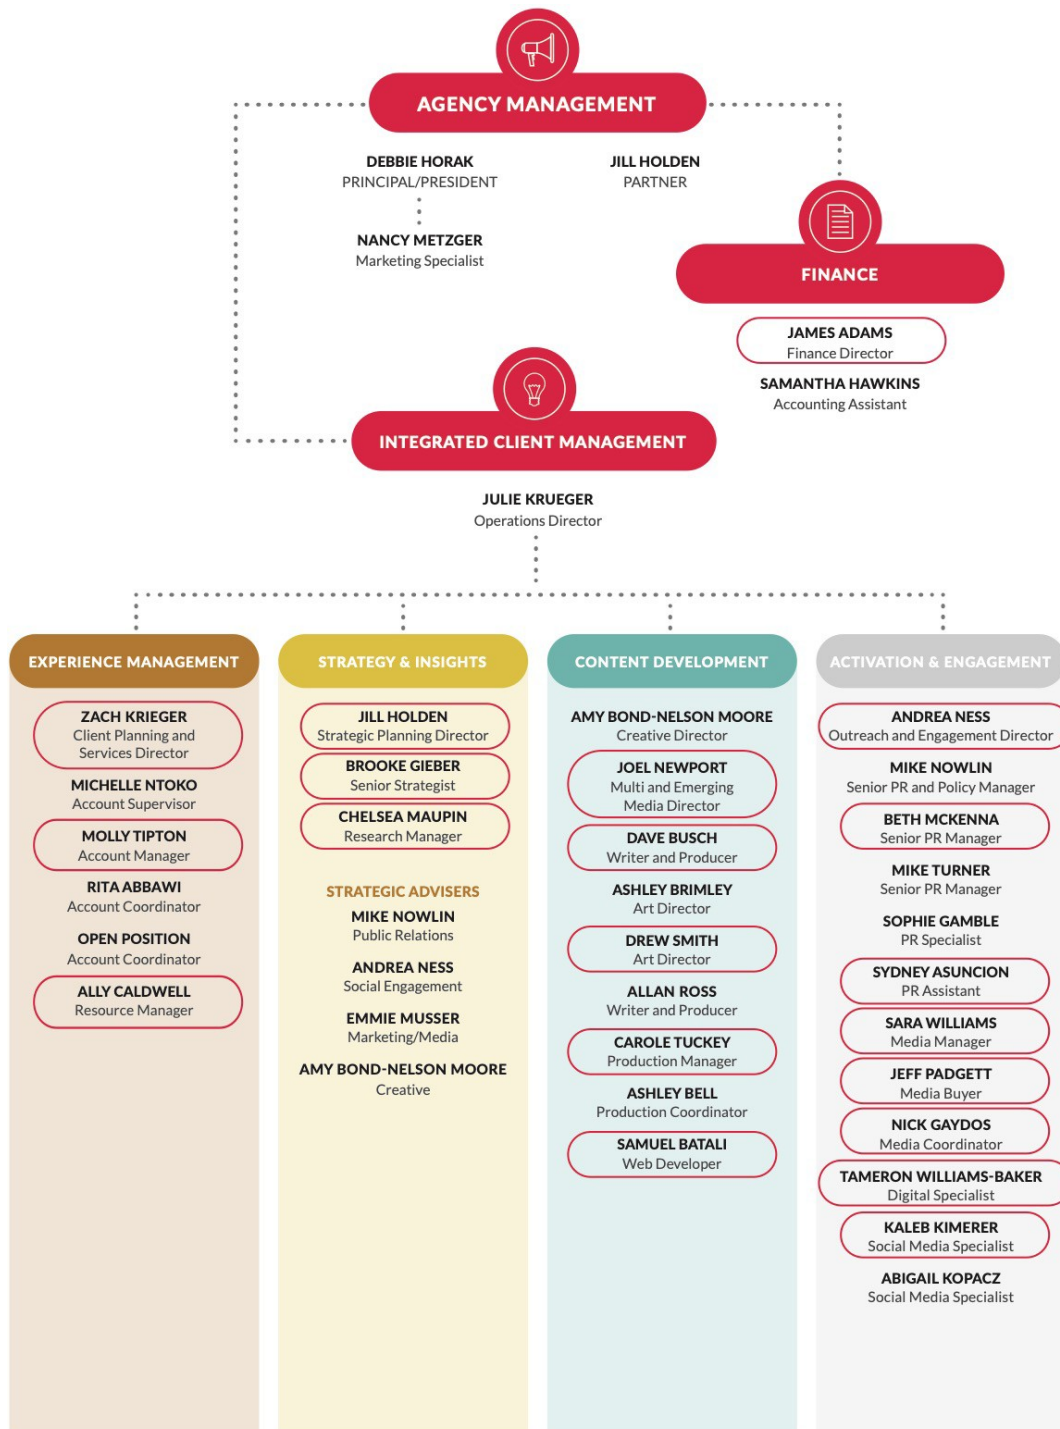 AGENCY MANAGEMENT
DEBBIE HORAK
PRINCIPAL/PRESIDENT
JILL HOLDEN
PARTNER
NANCY METZGER
Marketing Specialist
FINANCE
JAMES ADAMS
Finance Director
SAMANTHA HAWKINS
Accounting Assistant
INTEGRATED CLIENT MANAGEMENT
JULIE KRUEGER
Operations Director
EXPERIENCE MANAGEMENT
ZACH KRIEGER
Client Planning and
Services Director
MICHELLE NTOKO
Account Supervisor
MOLLY TIPTON
Account Manager
RITA ABBAWI
Account Coordinator
OPEN POSITION
Account Coordinator
ALLY CALDWELL
Resource Manager
STRATEGY & INSIGHTS
JILL HOLDEN
Strategic Planning Director
BROOKE GIEBER
Senior Strategist
CHELSEA MAUPIN
Research Manager
STRATEGIC ADVISERS
MIKE NOWLIN
Public Relations
ANDREA NESS
Social Engagement
EMMIE MUSSER
Marketing/Media
AMY BOND-NELSON MOORE
Creative
CONTENT DEVELOPMENT
AMY BOND-NELSON MOORE
Creative Director
JOEL NEWPORT
Multi and Emerging
Media Director
DAVE BUSCH
Writer and Producer
ASHLEY BRIMLEY
Art Director
DREW SMITH
Art Director
ALLAN ROSS
Writer and Producer
CAROLE TUCKEY
Production Manager
ASHLEY BELL
Production Coordinator
SAMUEL BATALI
Web Developer
ACTIVATION & ENGAGEMENT
ANDREA NESS
Outreach and Engagement Director
MIKE NOWLIN
Senior PR and Policy Manager
BETH MCKENNA
Senior PR Manager
MIKE TURNER
Senior PR Manager
SOPHIE GAMBLE
PR Specialist
SYDNEY ASUNCION
PR Assistant
SARA WILLIAMS
Media Manager
JEFF PADGETT
Media Buyer
NICK GAYDOS
Media Coordinator
TAMERON WILLIAMS-BAKER
Digital Specialist
KALEB KIMERER
Social Media Specialist
ABIGAIL KOPACZ
Social Media Specialist